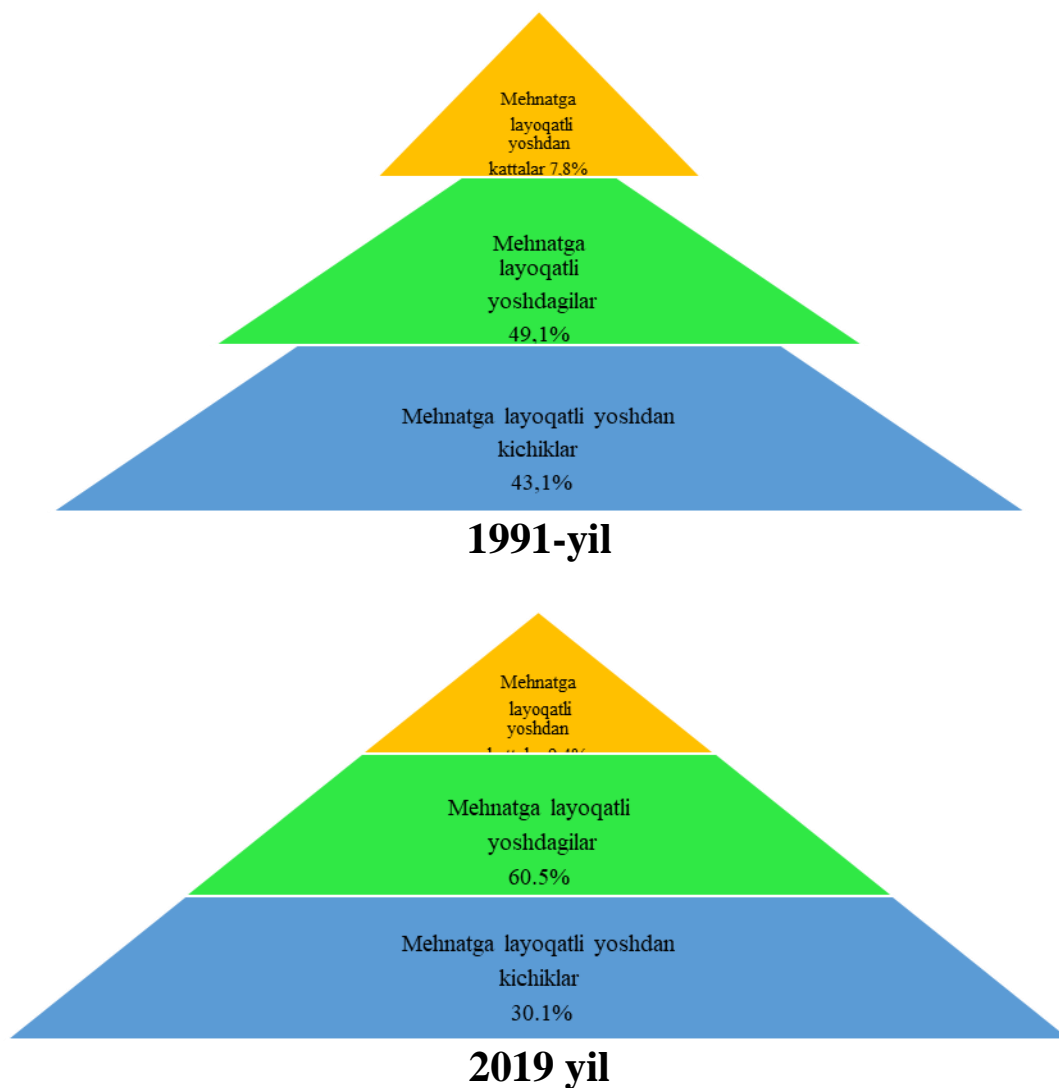 Mehnatga
layoqatli
yoshdan
kattalar 7,8%
Mehnatga
layoqatli
yoshdagilar
49,1%
Mehnatga layoqatli yoshdan
kichiklar
43,1%
1991-yil
Mehnatga
layoqatli
yoshdan
Mehnatga layoqatli
yoshdagilar
60.5%
Mehnatga layoqatli yoshdan
kichiklar
30.1%
2019 yil